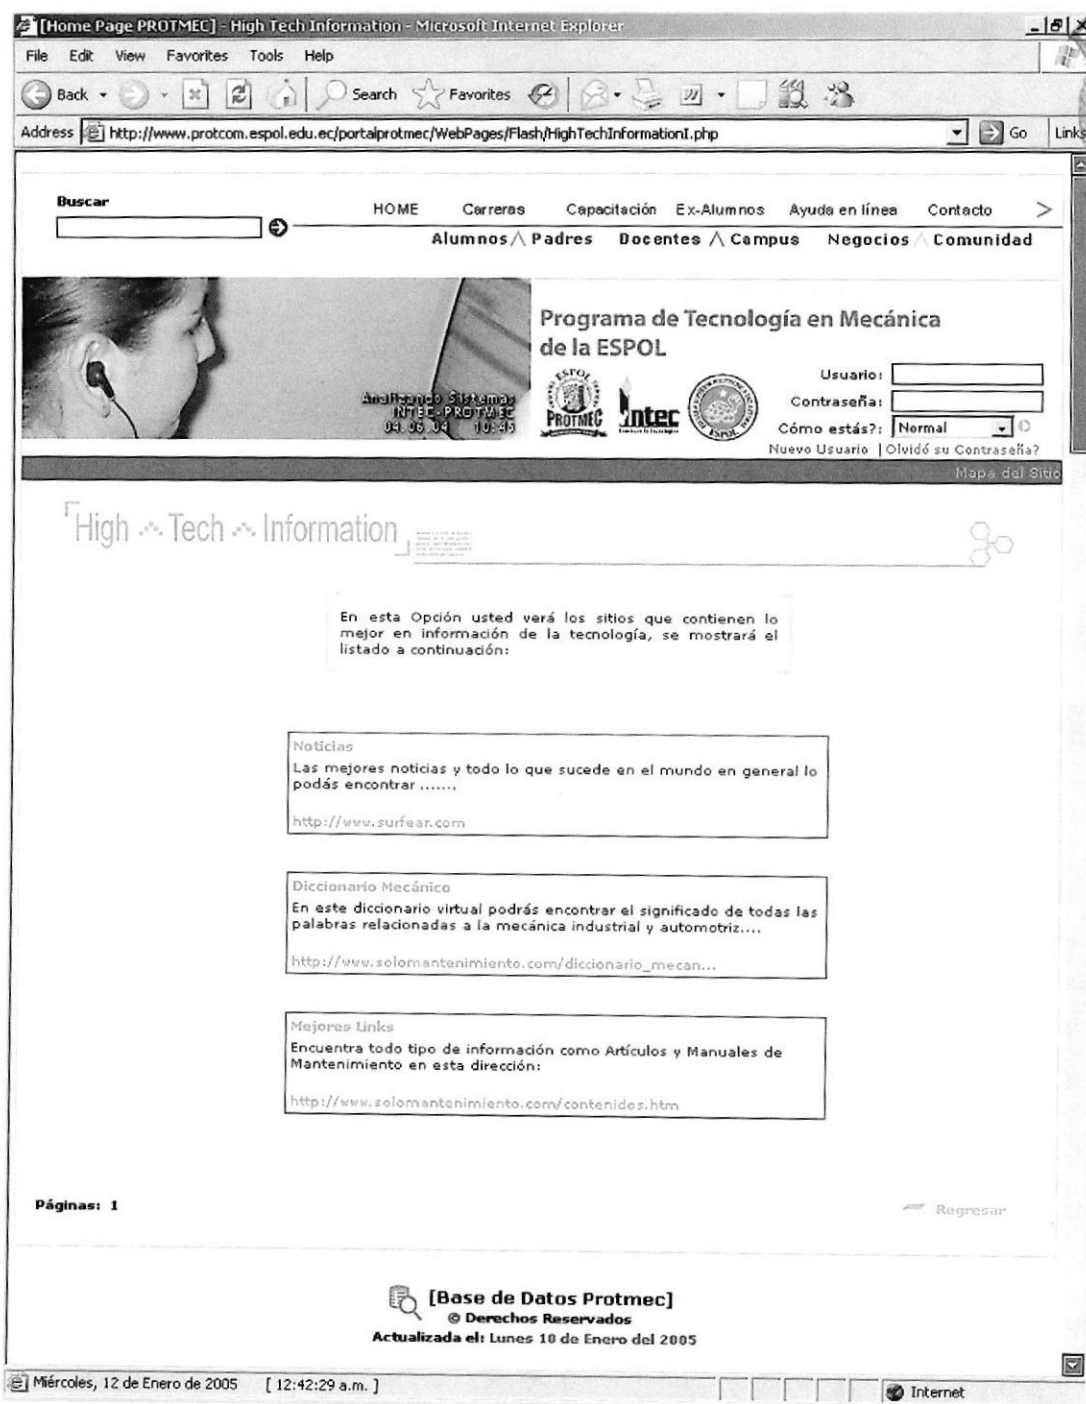 [Home Page PROTMEC] - High Tech Information - Microsoft Internet Explorer
File Edit View Favorites Tools Help
Back Search Favorites
Address http://www.protcom.espol.edu.ec/portalprotmec/WebPages/Flash/HighTechInformationI.php Go Links
Buscar
HOME Carreras Capacitación Ex-Alumnos Ayuda en línea Contacto >
Alumnos Padres Docentes Campus Negocios Comunidad
Programa de Tecnología en Mecánica
de la ESPOL
Analizando Sistemas
INTEC-PROTMEC
04.06.04 10:45
ESPOL
PROTMEC
intec
ESPOL
Usuario:
Contraseña:
Cómo estás?: Normal
Nuevo Usuario | Olvidó su Contraseña?
Mapa del Sitio
High Tech Information
En esta Opción usted verá los sitios que contienen lo
mejor en información de la tecnología, se mostrará el
listado a continuación:
Noticias
Las mejores noticias y todo lo que sucede en el mundo en general lo
podás encontrar .......
http://www.surfear.com
Diccionario Mecánico
En este diccionario virtual podrás encontrar el significado de todas las
palabras relacionadas a la mecánica industrial y automotriz....
http://www.solomantenimiento.com/diccionario_mecan...
Mejores Links
Encuentra todo tipo de información como Artículos y Manuales de
Mantenimiento en esta dirección:
http://www.solomantenimiento.com/contenidos.htm
Páginas: 1
Regresar
[Base de Datos Protmec]
© Derechos Reservados
Actualizada el: Lunes 10 de Enero del 2005
Miércoles, 12 de Enero de 2005 [ 12:42:29 a.m. ] Internet